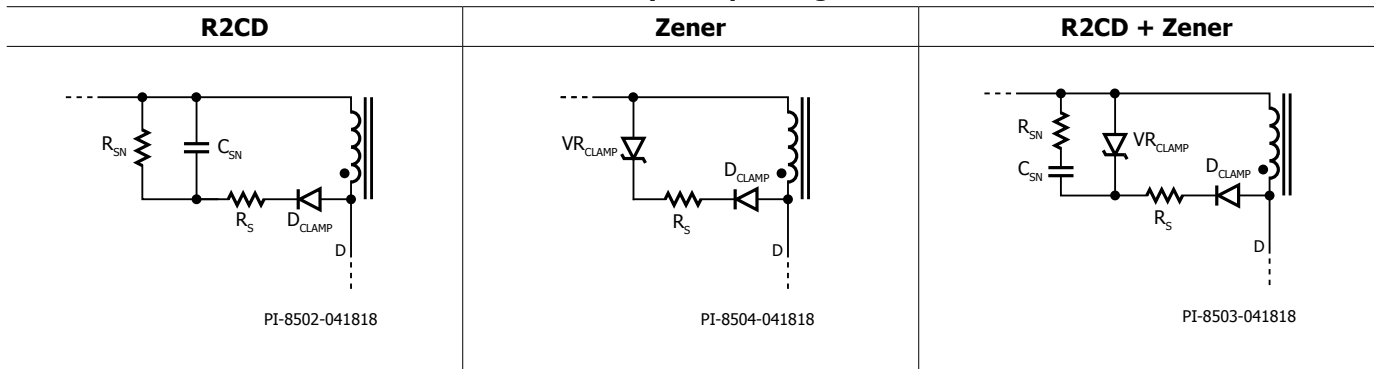 R2CD
Zener
R2CD + Zener
R_SN
C_SN
R_S
D_CLAMP
D
PI-8502-041818
VR_CLAMP
D_CLAMP
R_S
D
PI-8504-041818
R_SN
C_SN
VR_CLAMP
D_CLAMP
R_S
D
PI-8503-041818